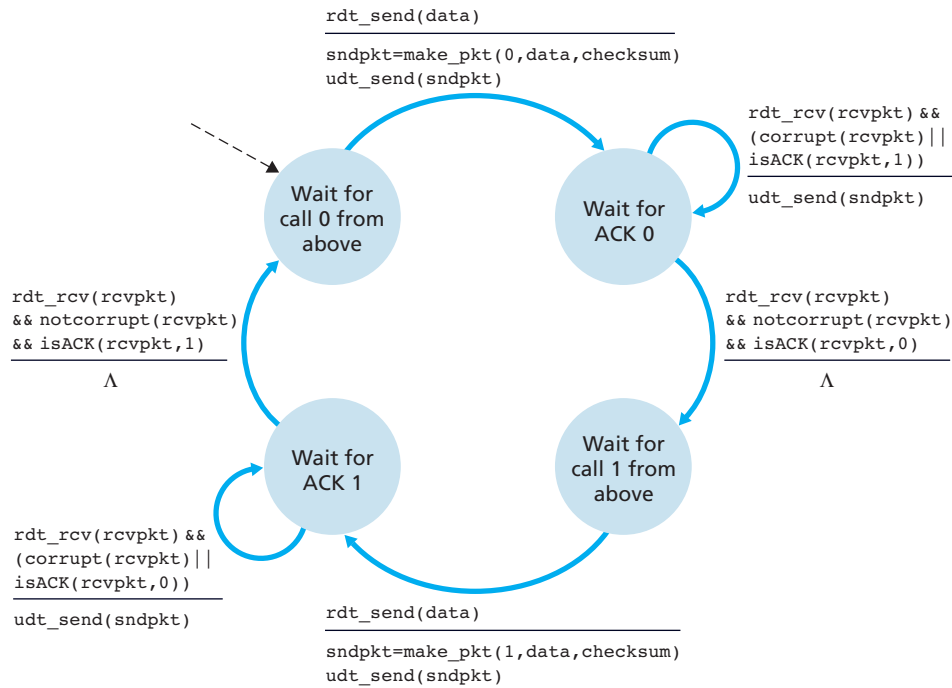 rdt_send(data)
sndpkt=make_pkt(0,data,checksum)
udt_send(sndpkt)
rdt_rcv(rcvpkt) &&
(corrupt(rcvpkt)||
isACK(rcvpkt,1))
udt_send(sndpkt)
Wait for
call 0 from
above
Wait for
ACK 0
rdt_rcv(rcvpkt)
&& notcorrupt(rcvpkt)
&& isACK(rcvpkt,1)
Λ
rdt_rcv(rcvpkt)
&& notcorrupt(rcvpkt)
&& isACK(rcvpkt,0)
Λ
Wait for
ACK 1
Wait for
call 1 from
above
rdt_rcv(rcvpkt) &&
(corrupt(rcvpkt)||
isACK(rcvpkt,0))
udt_send(sndpkt)
rdt_send(data)
sndpkt=make_pkt(1,data,checksum)
udt_send(sndpkt)